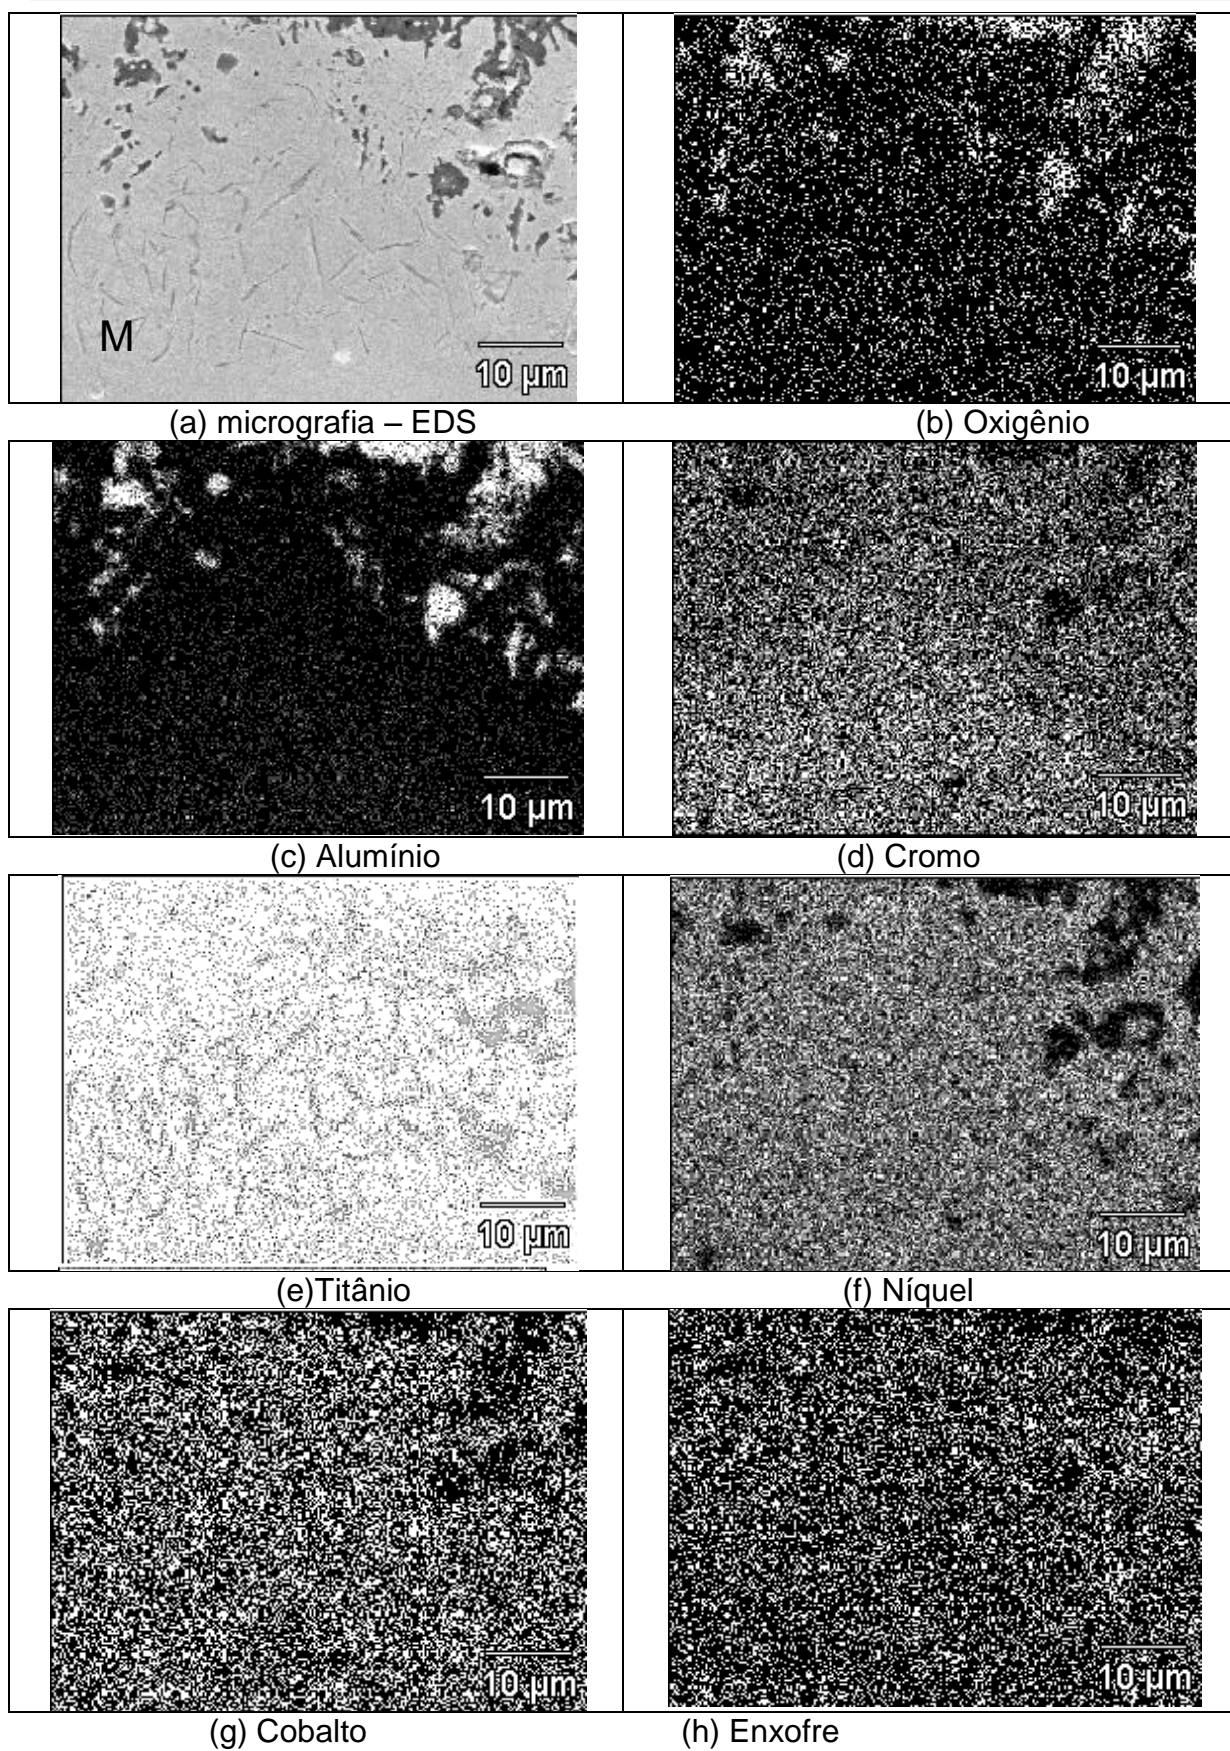 M
10 µm
10 µm
(a) micrografia – EDS
(b) Oxigênio
10 µm
10 µm
(c) Alumínio
(d) Cromo
10 µm
10 µm
(e)Titânio
(f) Níquel
10 µm
10 µm
(g) Cobalto
(h) Enxofre